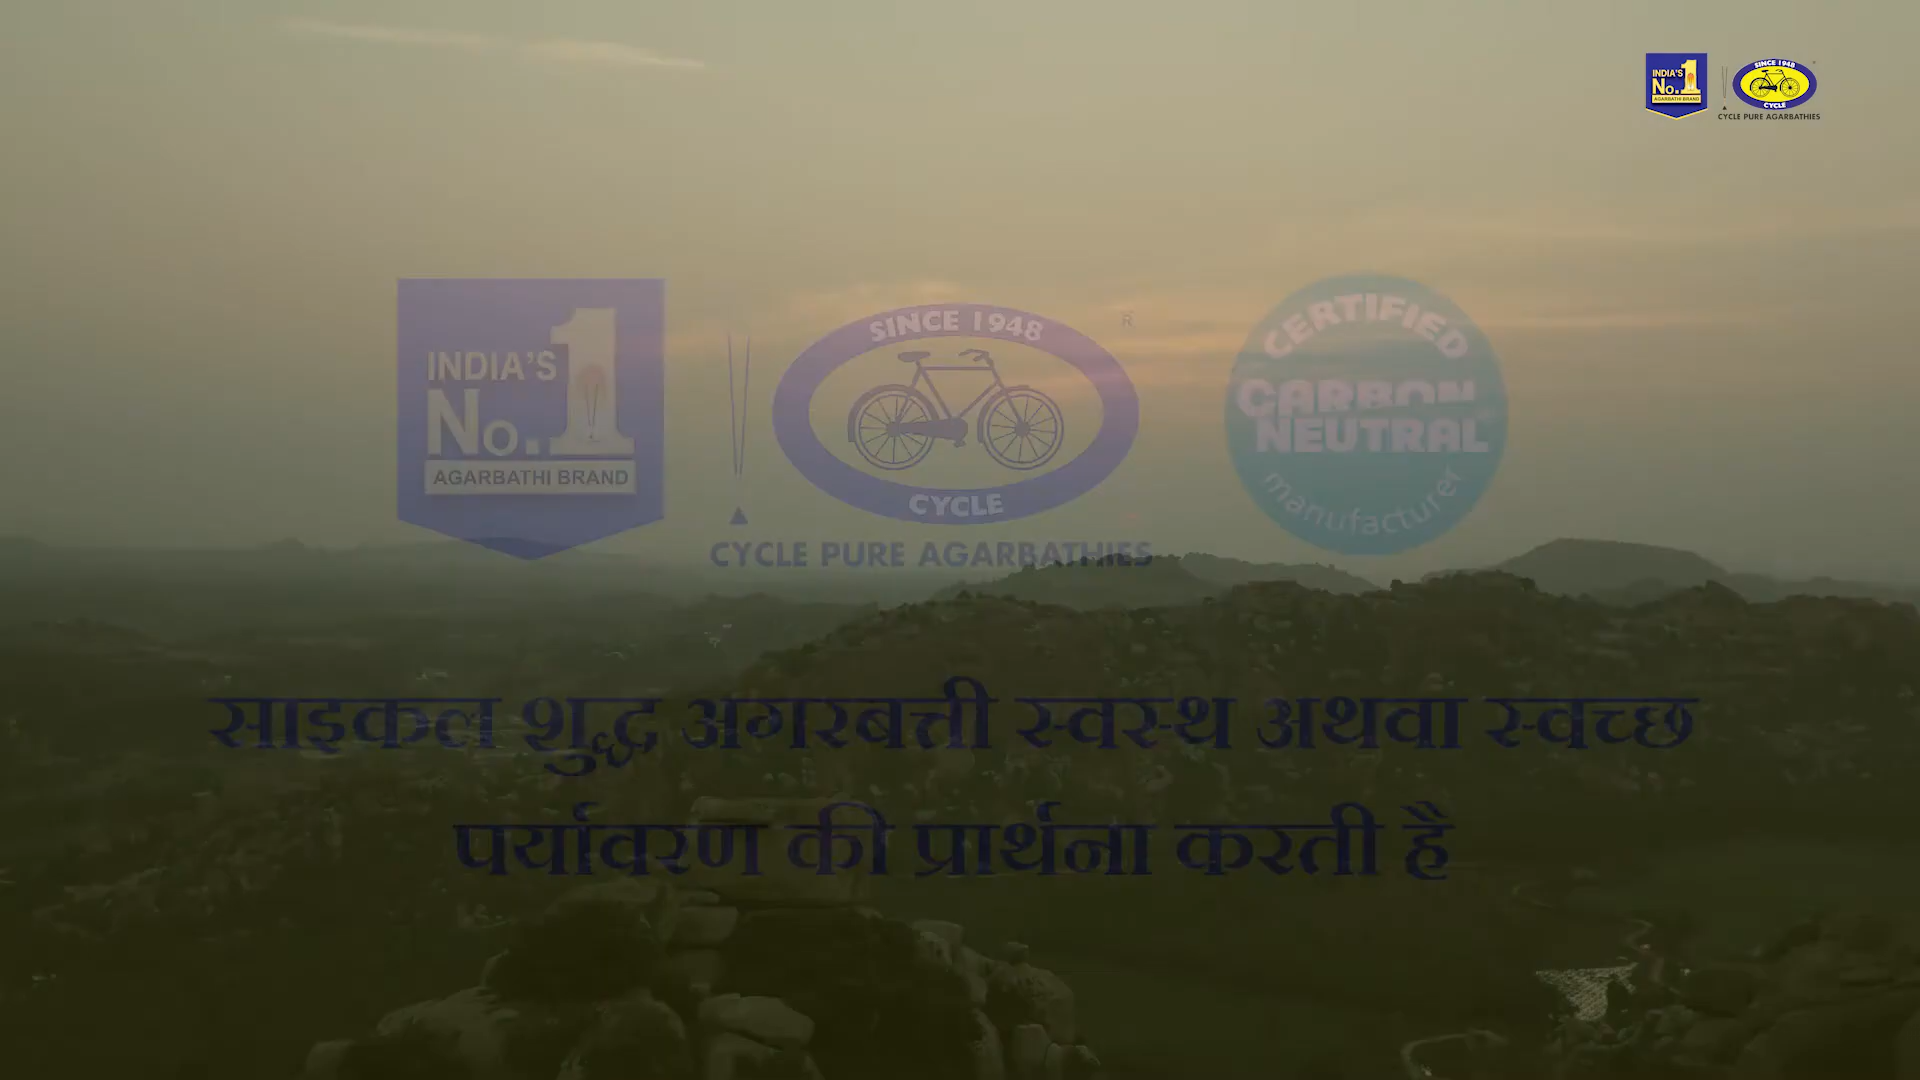 INDIA'S
No.1
AGARBATHI BRAND
SINCE 1948
CYCLE
CYCLE PURE AGARBATHIES
INDIA'S
No.1
AGARBATHI BRAND
SINCE 1948
CYCLE
®
CYCLE PURE AGARBATHIES
CERTIFIED
CARBON
NEUTRAL
manufacturer
साइकल शुद्ध अगरबत्ती स्वस्थ अथवा स्वच्छ
पर्यावरण की प्रार्थना करती है